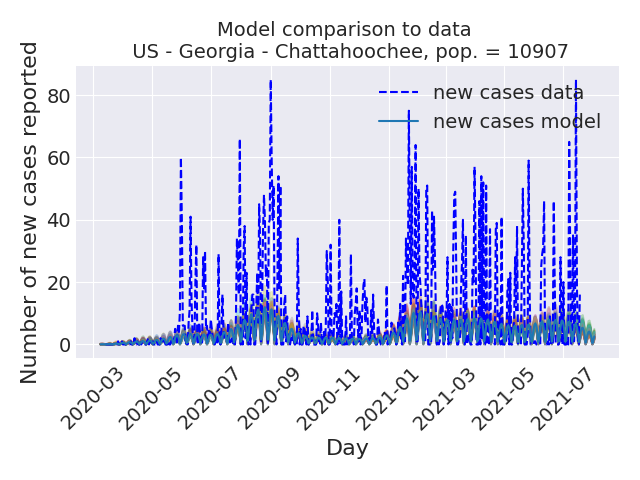 Model comparison to data
US - Georgia - Chattahoochee, pop. = 10907
Number of new cases reported
80
60
40
20
0
new cases data
new cases model
2020-03
2020-05
2020-07
2020-09
2020-11
2021-01
2021-03
2021-05
2021-07
Day